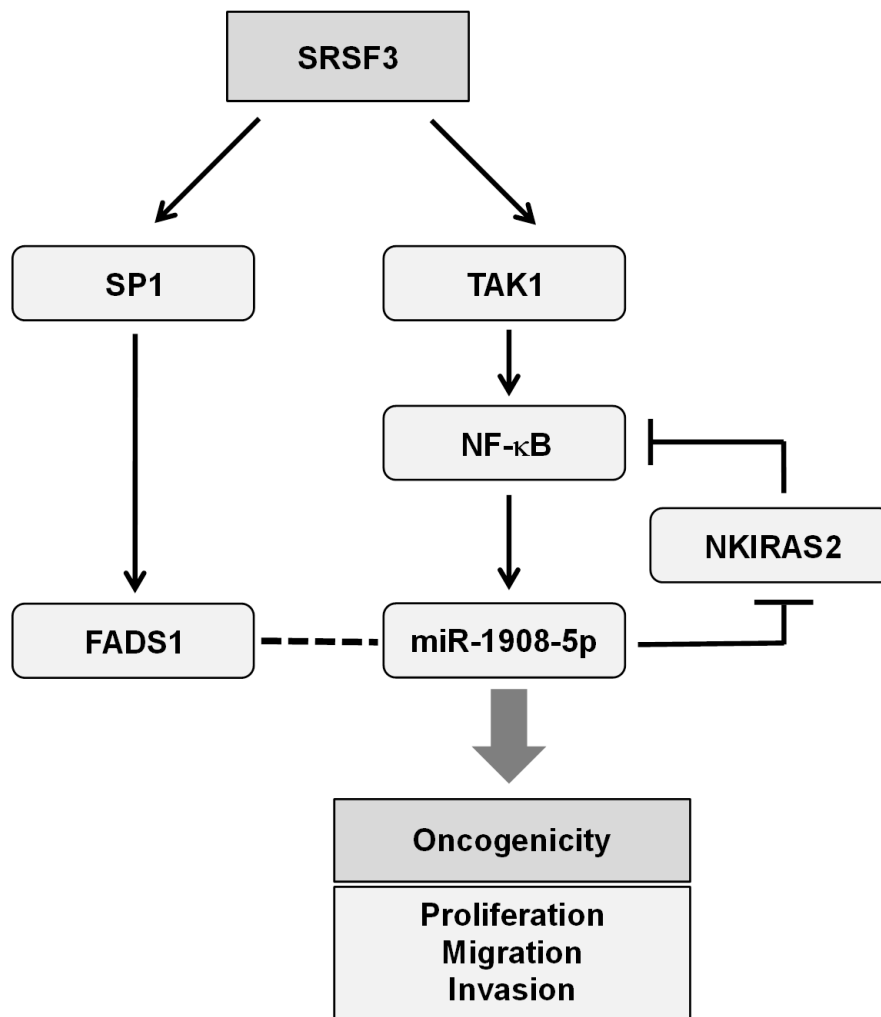 SRSF3
SP1
TAK1
NF-κB
NKIRAS2
FADS1
miR-1908-5p
Oncogenicity
Proliferation
Migration
Invasion